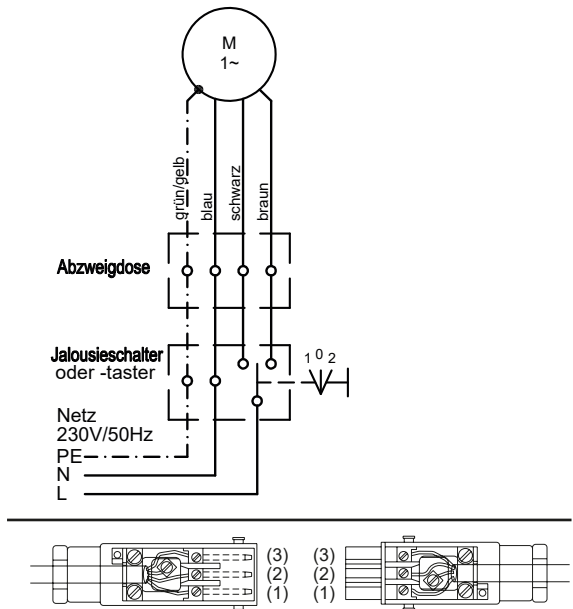 M
1~
grün/gelb
blau
schwarz
braun
Abzweigdose
Jalousieschalter
oder -taster
1 0 2
Netz
230V/50Hz
PE
N
L
(3) (3)
(2) (2)
(1) (1)